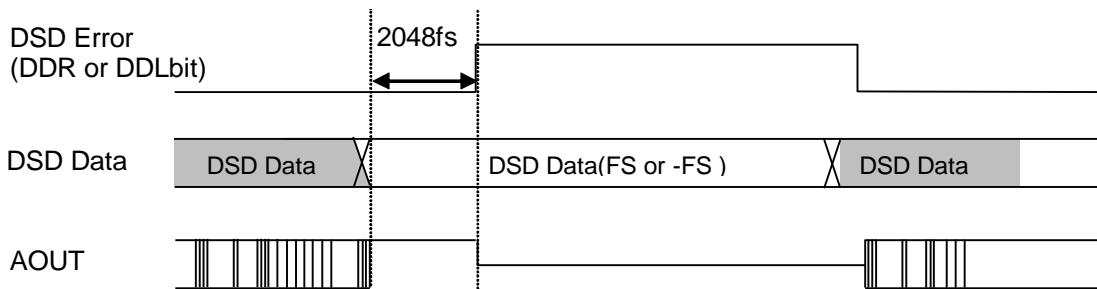 DSD Error
(DDR or DDLbit)
2048fs
DSD Data
DSD Data
DSD Data(FS or -FS )
DSD Data
AOUT